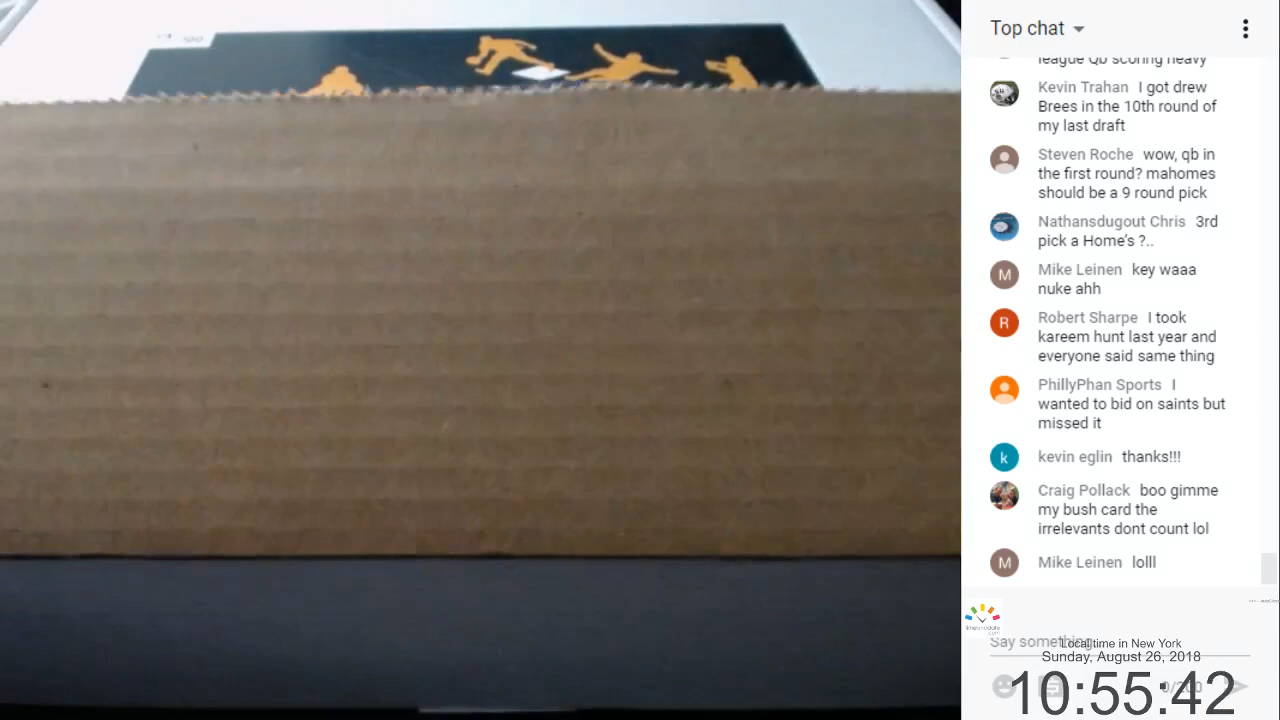 Top chat
league Qb scoring heavy
Kevin Trahan I got drew
Brees in the 10th round of
my last draft
Steven Roche wow, qb in
the first round? mahomes
should be a 9 round pick
Nathansdugout Chris 3rd
pick a Home's ?..
M Mike Leinen key waaa
nuke ahh
R Robert Sharpe I took
kareem hunt last year and
everyone said same thing
PhillyPhan Sports I
wanted to bid on saints but
missed it
k kevin eglin thanks!!!
Craig Pollack boo gimme
my bush card the
irrelevants dont count lol
M Mike Leinen lolll
Say something...
Local time in New York
Sunday, August 26, 2018
10:55:42